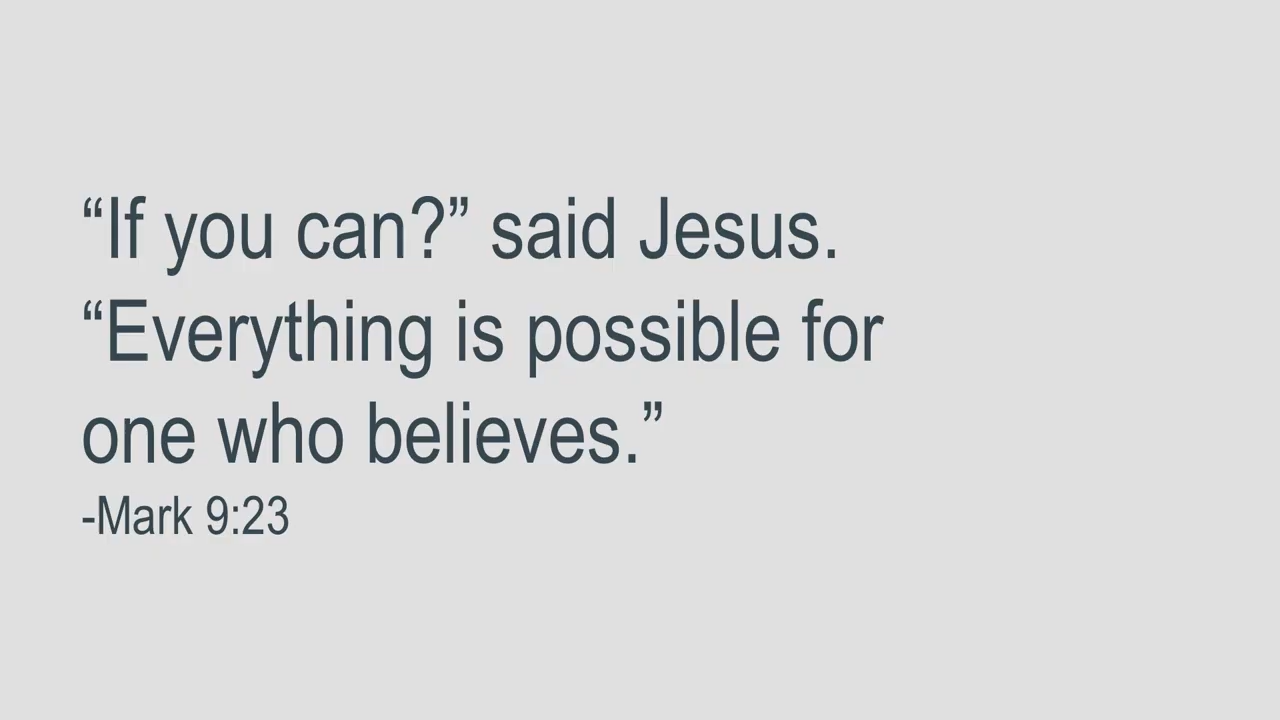 “If you can?” said Jesus.
“Everything is possible for
one who believes.”
-Mark 9:23